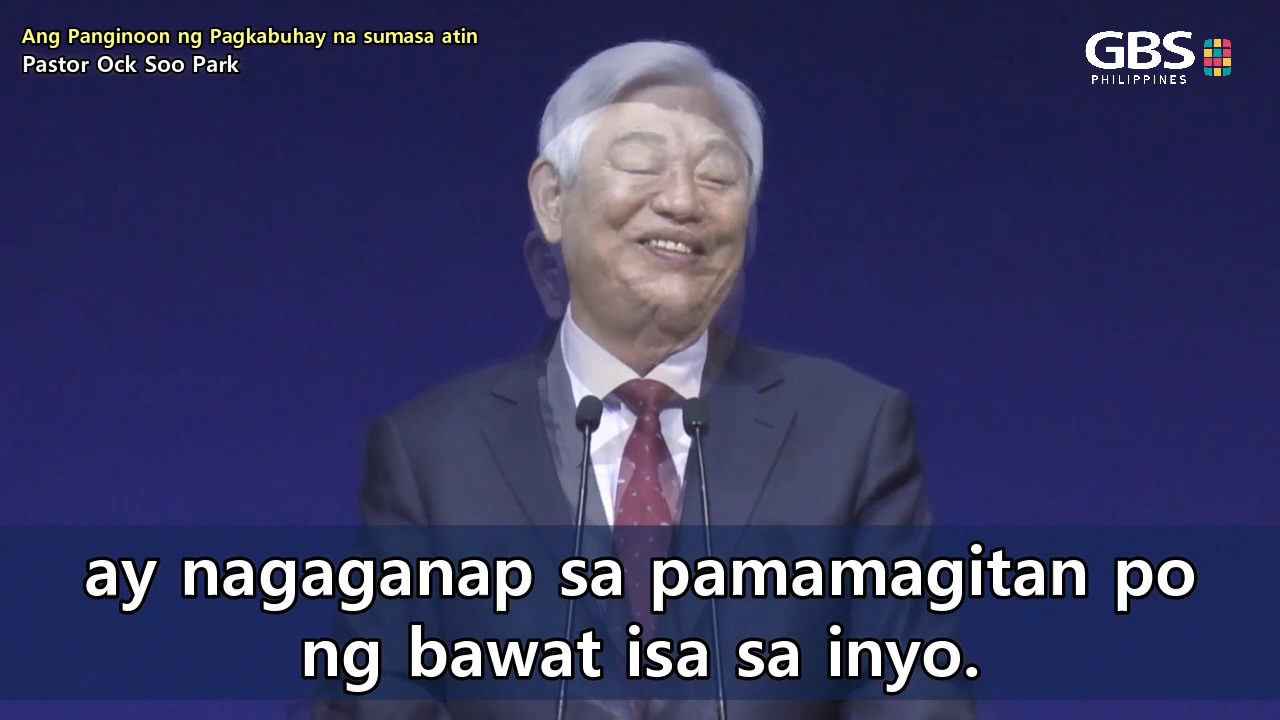 Ang Panginoon ng Pagkabuhay na sumasa atin
Pastor Ock Soo Park
GBS
PHILIPPINES
ay nagaganap sa pamamagitan po
ng bawat isa sa inyo.